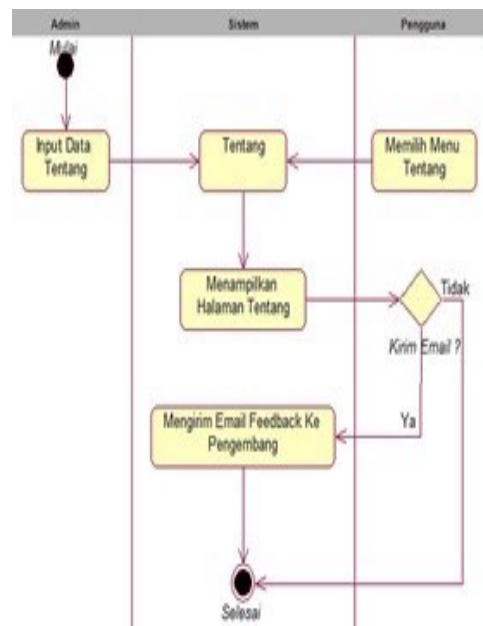 Admin
Sistem
Pengguna
Mulai
Input Data
Tentang
Tentang
Memilih Menu
Tentang
Menampilkan
Halaman Tentang
Tidak
Kirim Email ?
Ya
Mengirim Email Feedback Ke
Pengembang
Selesai